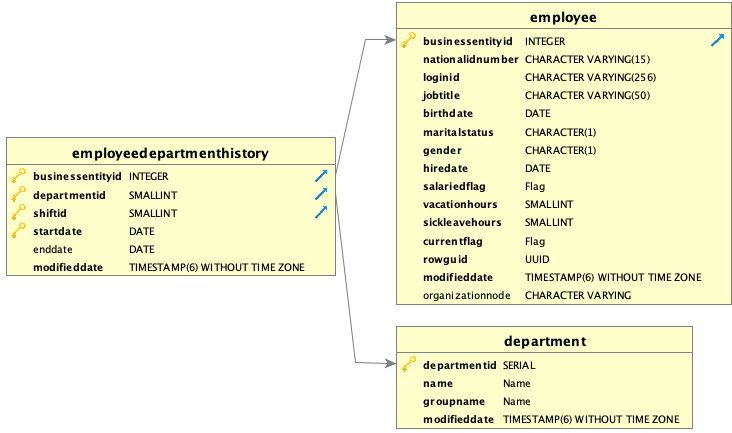 employee
businessentityid INTEGER
nationalidnumber CHARACTER VARYING(15)
loginid CHARACTER VARYING(256)
jobtitle CHARACTER VARYING(50)
birthdate DATE
maritalstatus CHARACTER(1)
gender CHARACTER(1)
hiredate DATE
salariedflag Flag
vacationhours SMALLINT
sickleavehours SMALLINT
currentflag Flag
rowguid UUID
modifieddate TIMESTAMP(6) WITHOUT TIME ZONE
organizationnode CHARACTER VARYING
employeedepartmenthistory
businessentityid INTEGER
departmentid SMALLINT
shiftid SMALLINT
startdate DATE
enddate DATE
modifieddate TIMESTAMP(6) WITHOUT TIME ZONE
department
departmentid SERIAL
name Name
groupname Name
modifieddate TIMESTAMP(6) WITHOUT TIME ZONE